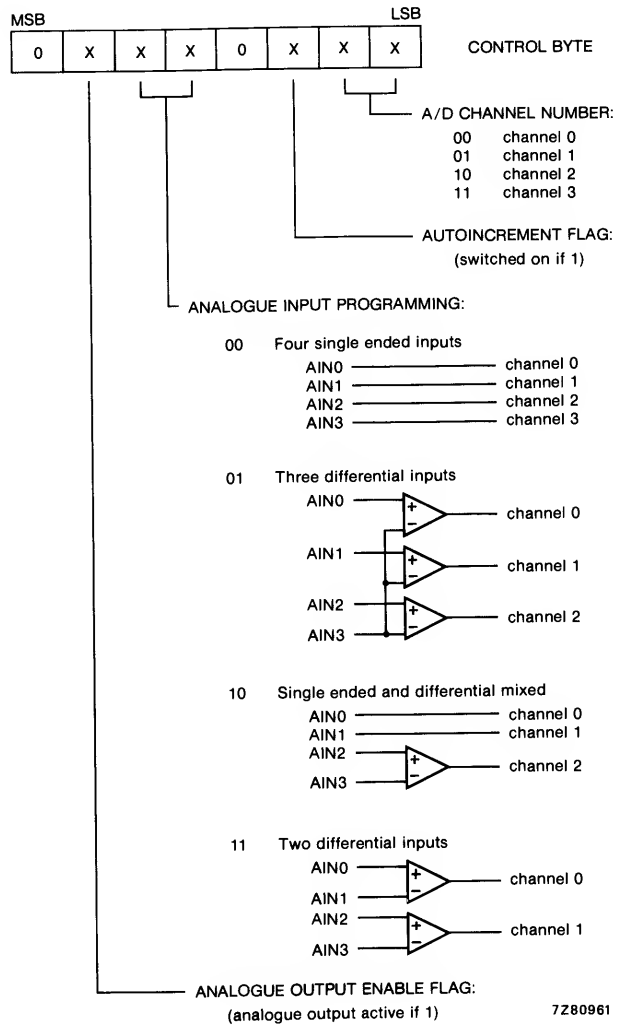 MSB LSB
0 X X X 0 X X X CONTROL BYTE
A/D CHANNEL NUMBER:
00 channel 0
01 channel 1
10 channel 2
11 channel 3
AUTOINCREMENT FLAG:
(switched on if 1)
ANALOGUE INPUT PROGRAMMING:
00 Four single ended inputs
AIN0 channel 0
AIN1 channel 1
AIN2 channel 2
AIN3 channel 3
01 Three differential inputs
AIN0 + − channel 0
AIN1 + − channel 1
AIN2 + − channel 2
AIN3
10 Single ended and differential mixed
AIN0 channel 0
AIN1 channel 1
AIN2 + − channel 2
AIN3
11 Two differential inputs
AIN0 + − channel 0
AIN1
AIN2 + − channel 1
AIN3
ANALOGUE OUTPUT ENABLE FLAG:
(analogue output active if 1)
7Z80961